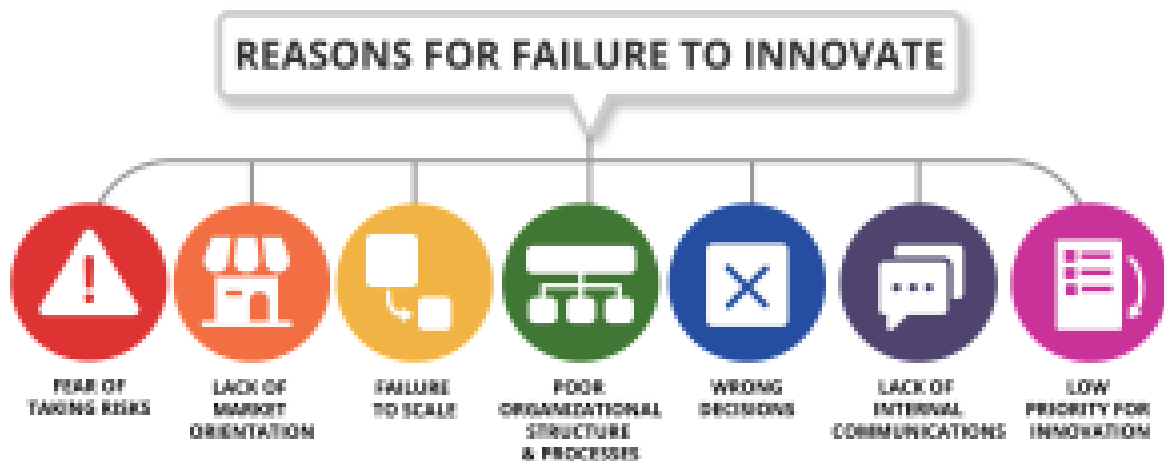 REASONS FOR FAILURE TO INNOVATE
FEAR OF
TAKING RISKS
LACK OF
MARKET
ORIENTATION
FAILURE
TO SCALE
POOR
ORGANIZATIONAL
STRUCTURE
& PROCESSES
WRONG
DECISIONS
LACK OF
INTERNAL
COMMUNICATIONS
LOW
PRIORITY FOR
INNOVATION